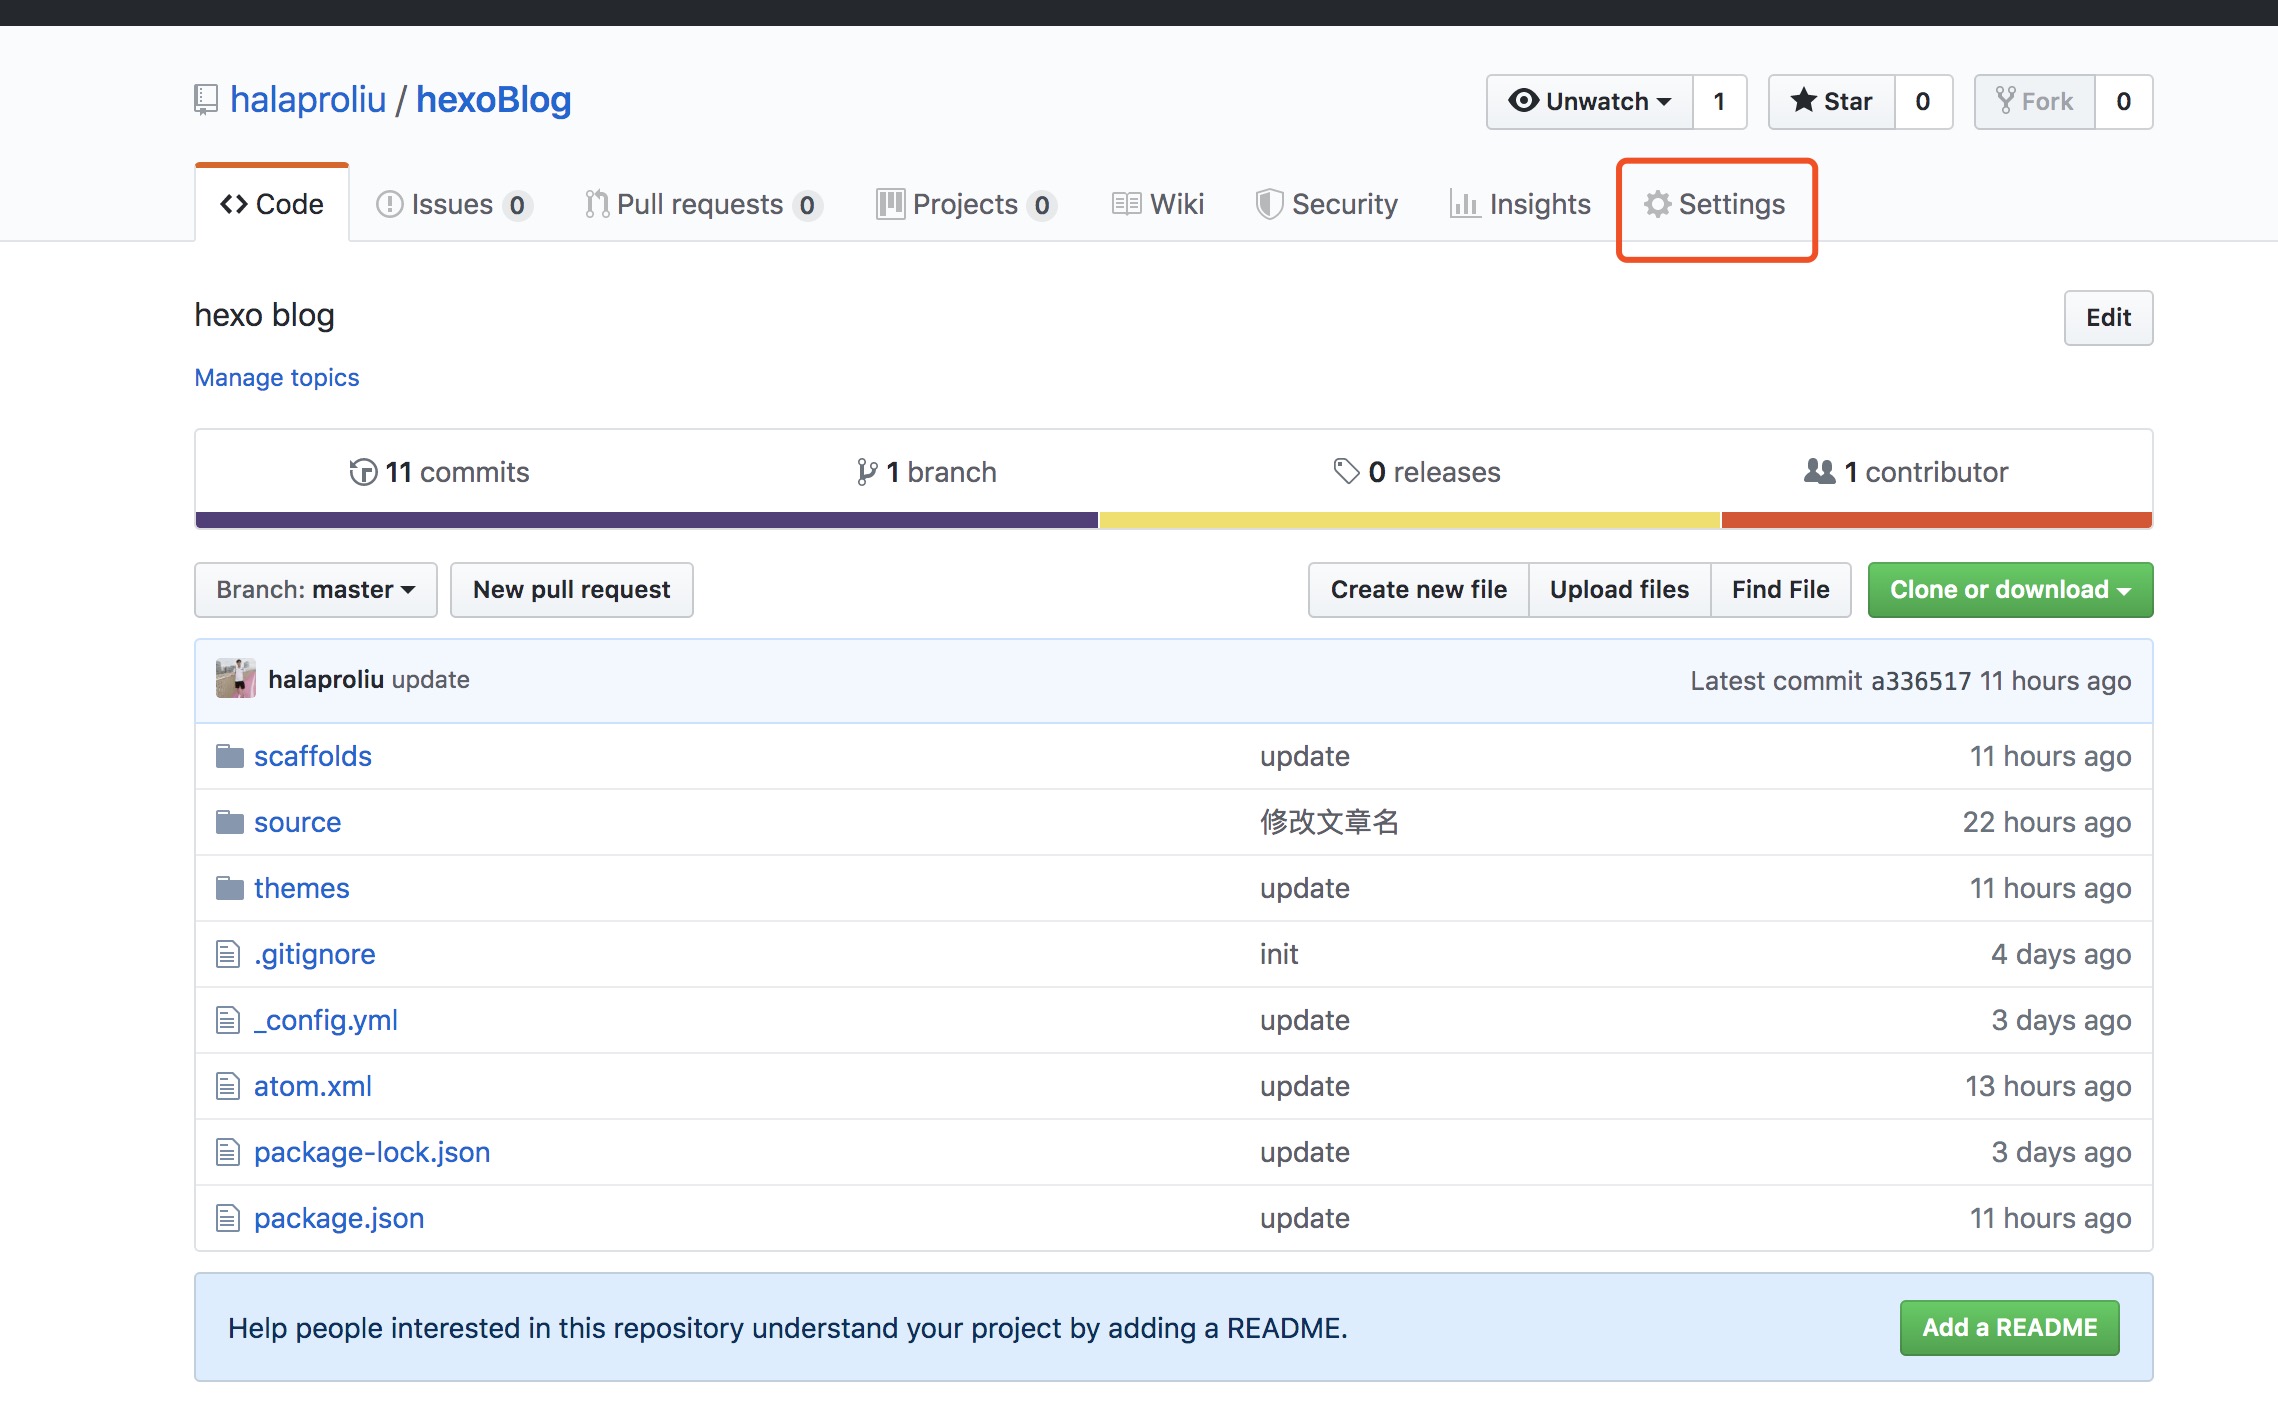 halaproliu / hexoBlog
Unwatch 1 Star 0 Fork 0
Code Issues 0 Pull requests 0 Projects 0 Wiki Security Insights Settings
hexo blog
Edit
Manage topics
11 commits 1 branch 0 releases 1 contributor
Branch: master New pull request Create new file Upload files Find File Clone or download
halaproliu update Latest commit a336517 11 hours ago
scaffolds update 11 hours ago
source 修改文章名 22 hours ago
themes update 11 hours ago
.gitignore init 4 days ago
_config.yml update 3 days ago
atom.xml update 13 hours ago
package-lock.json update 3 days ago
package.json update 11 hours ago
Help people interested in this repository understand your project by adding a README. Add a README